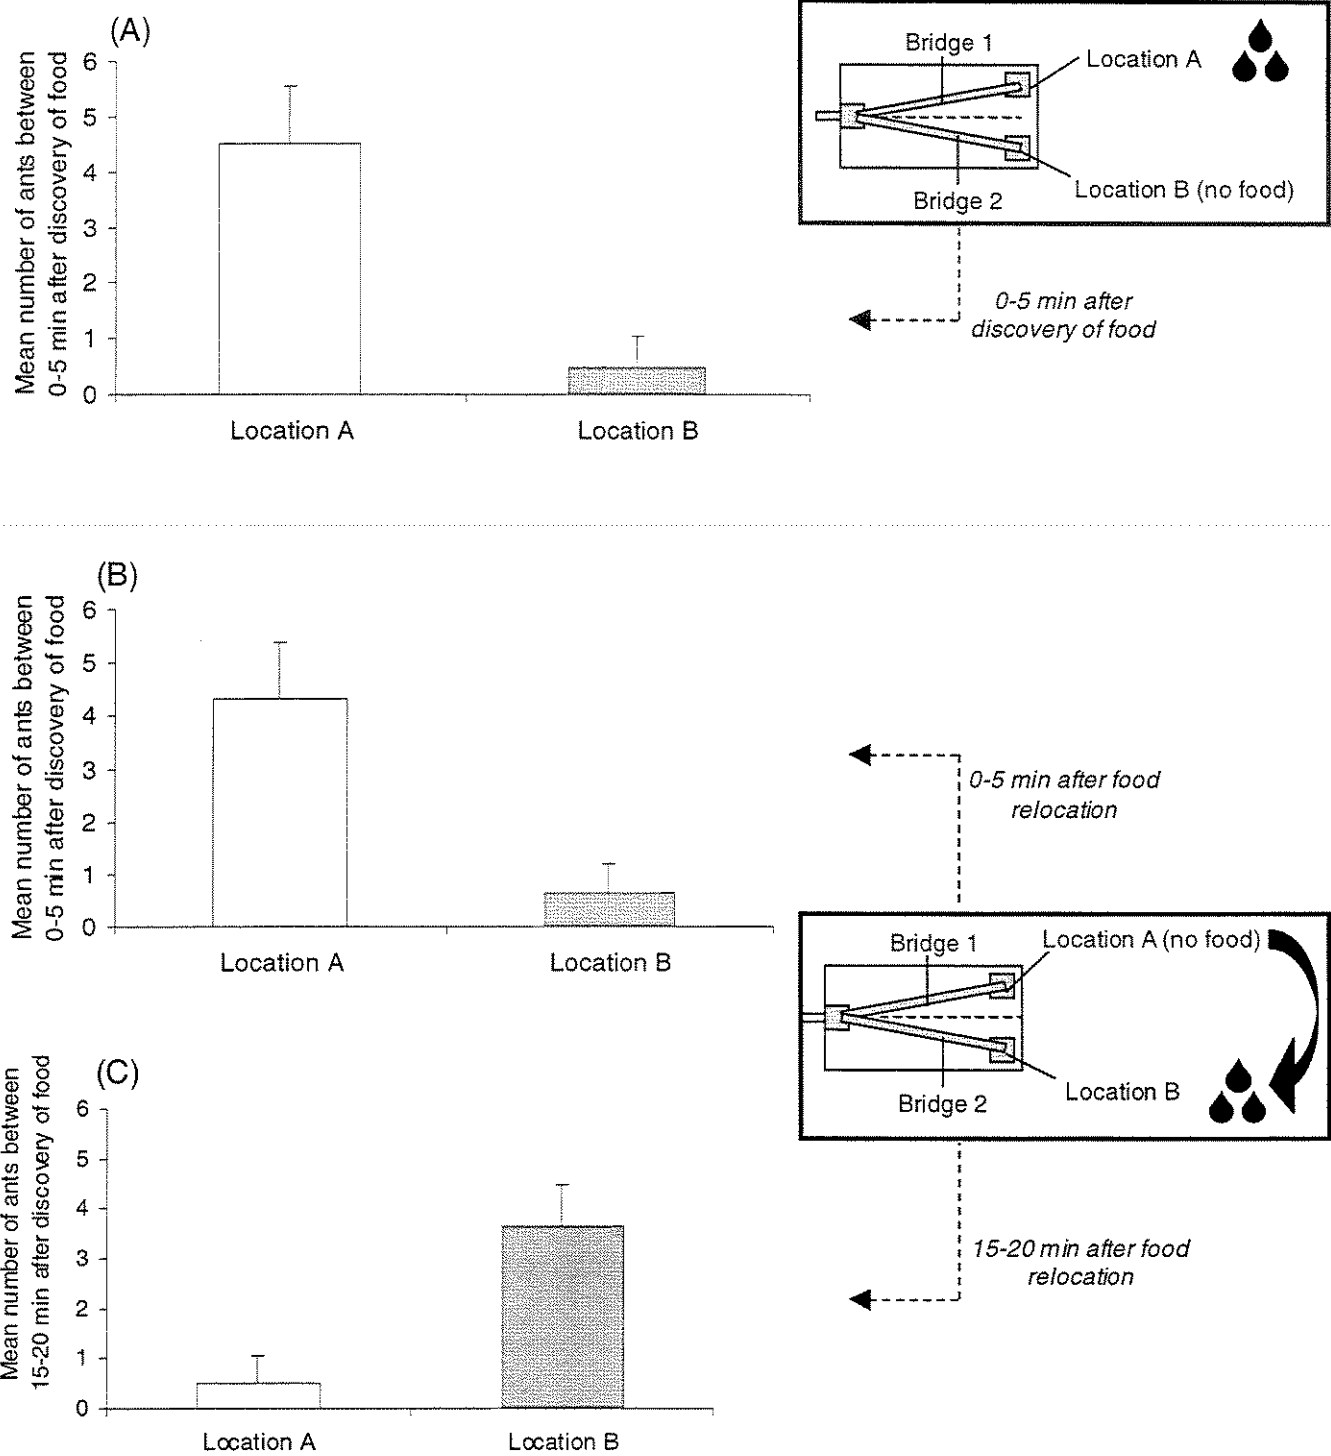 (A)
Mean number of ants between
0-5 min after discovery of food
6
5
4
3
2
1
0
Location A
Location B
Bridge 1
Location A
Bridge 2
Location B (no food)
0-5 min after
discovery of food
(B)
Mean number of ants between
0-5 min after discovery of food
6
5
4
3
2
1
0
Location A
Location B
0-5 min after food
relocation
Bridge 1
Location A (no food)
Bridge 2
Location B
(C)
Mean number of ants between
15-20 min after discovery of food
6
5
4
3
2
1
0
Location A
Location B
15-20 min after food
relocation